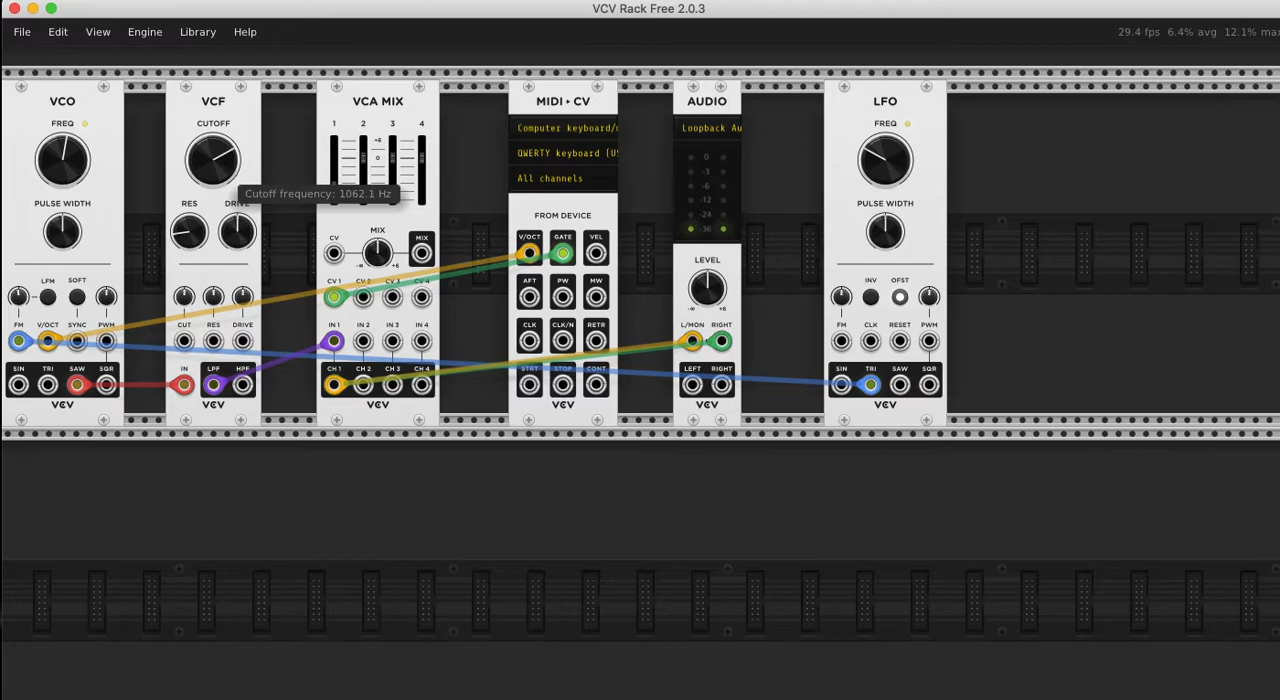 VCV Rack Free 2.0.3
File Edit View Engine Library Help
29.4 fps 6.4% avg 12.1% max
VCO
FREQ
PULSE WIDTH
LFM SOFT
FM V/OCT SYNC PWM
SIN TRI SAW SQR
VCV
VCF
CUTOFF
Cutoff frequency: 1062.1 Hz
RES DRIVE
CUT RES DRIVE
IN LPF HPF
VCV
VCA MIX
1 2 3 4
+6
0
CV MIX MIX
-∞ +6
CV 1 CV 2 CV 3 CV 4
IN 1 IN 2 IN 3 IN 4
CH 1 CH 2 CH 3 CH 4
VCV
MIDI ▸ CV
Computer keyboard/m
QWERTY keyboard (US
All channels
FROM DEVICE
V/OCT GATE VEL
AFT PW MW
CLK CLK/N RETR
STRT STOP CONT
VCV
AUDIO
Loopback Au
0
-3
-6
-12
-24
-36
LEVEL
-∞ +6
L/MON RIGHT
LEFT RIGHT
VCV
LFO
FREQ
PULSE WIDTH
INV OFST
FM CLK RESET PWM
SIN TRI SAW SQR
VCV